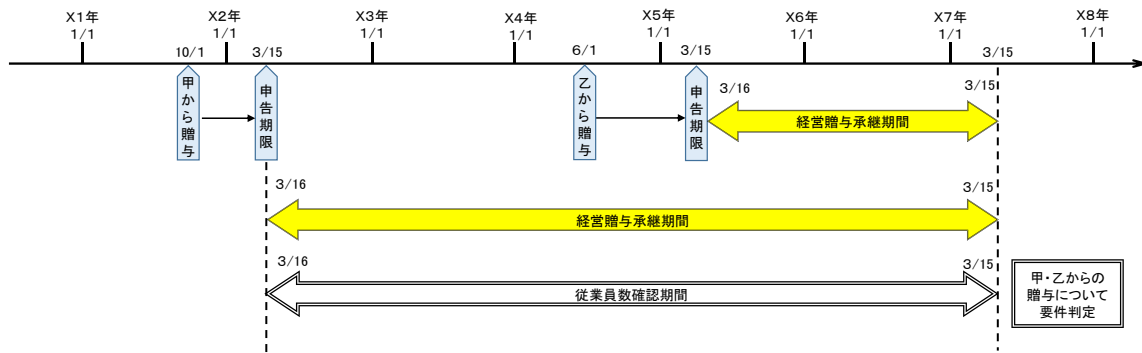 X1年
1/1
X2年
1/1
X3年
1/1
X4年
1/1
X5年
1/1
X6年
1/1
X7年
1/1
X8年
1/1
10/1
3/15
6/1
3/15
3/15
甲から贈与
申告期限
乙から贈与
申告期限
3/16
3/15
経営贈与承継期間
3/16
3/15
経営贈与承継期間
3/16
3/15
従業員数確認期間
甲・乙からの
贈与について
要件判定